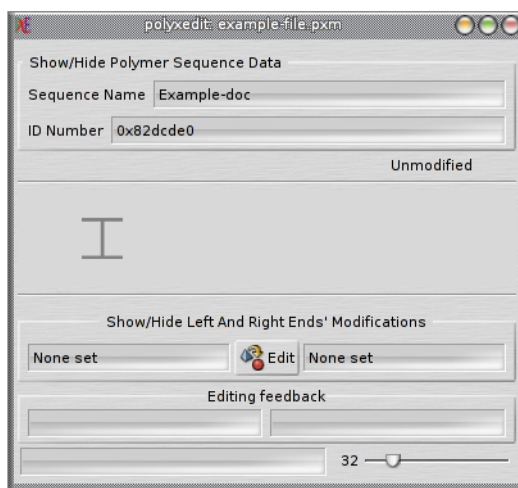 polyxedit: example-file.pxm
Show/Hide Polymer Sequence Data
Sequence Name Example-doc
ID Number 0x82dcde0
Unmodified
Show/Hide Left And Right Ends' Modifications
None set Edit None set
Editing feedback
32